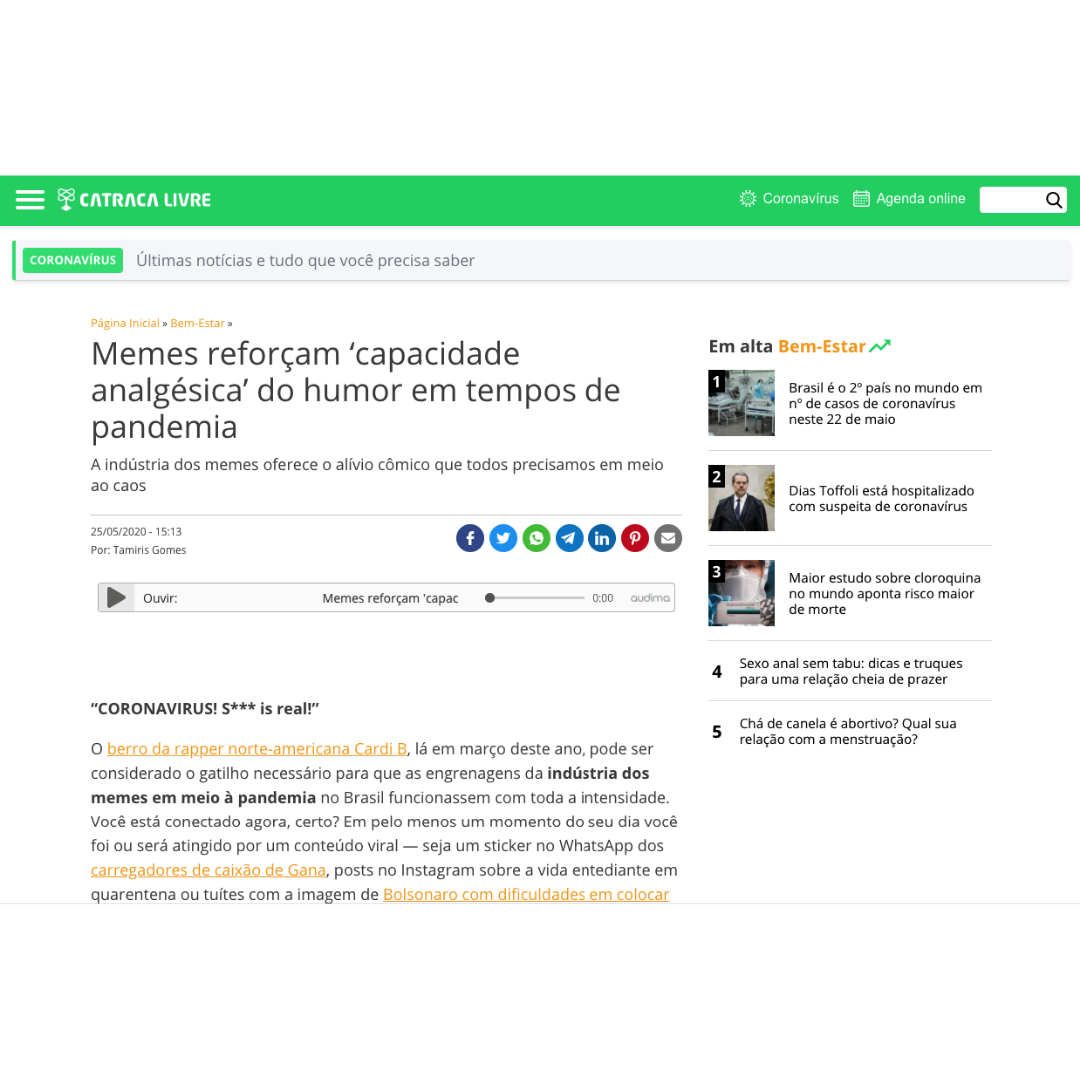 CATRACA LIVRE
Coronavírus
Agenda online
CORONAVÍRUS
Últimas notícias e tudo que você precisa saber
Página Inicial » Bem-Estar »
Memes reforçam ‘capacidade
analgésica’ do humor em tempos de
pandemia
A indústria dos memes oferece o alívio cômico que todos precisamos em meio
ao caos
25/05/2020 - 15:13
Por: Tamiris Gomes
Ouvir:
Memes reforçam 'capac
0:00
audima
“CORONAVIRUS! S*** is real!”
O berro da rapper norte-americana Cardi B, lá em março deste ano, pode ser
considerado o gatilho necessário para que as engrenagens da indústria dos
memes em meio à pandemia no Brasil funcionassem com toda a intensidade.
Você está conectado agora, certo? Em pelo menos um momento do seu dia você
foi ou será atingido por um conteúdo viral — seja um sticker no WhatsApp dos
carregadores de caixão de Gana, posts no Instagram sobre a vida entediante em
quarentena ou tuítes com a imagem de Bolsonaro com dificuldades em colocar
Em alta Bem-Estar
1
Brasil é o 2º país no mundo em
nº de casos de coronavírus
neste 22 de maio
2
Dias Toffoli está hospitalizado
com suspeita de coronavírus
3
Maior estudo sobre cloroquina
no mundo aponta risco maior
de morte
4
Sexo anal sem tabu: dicas e truques
para uma relação cheia de prazer
5
Chá de canela é abortivo? Qual sua
relação com a menstruação?